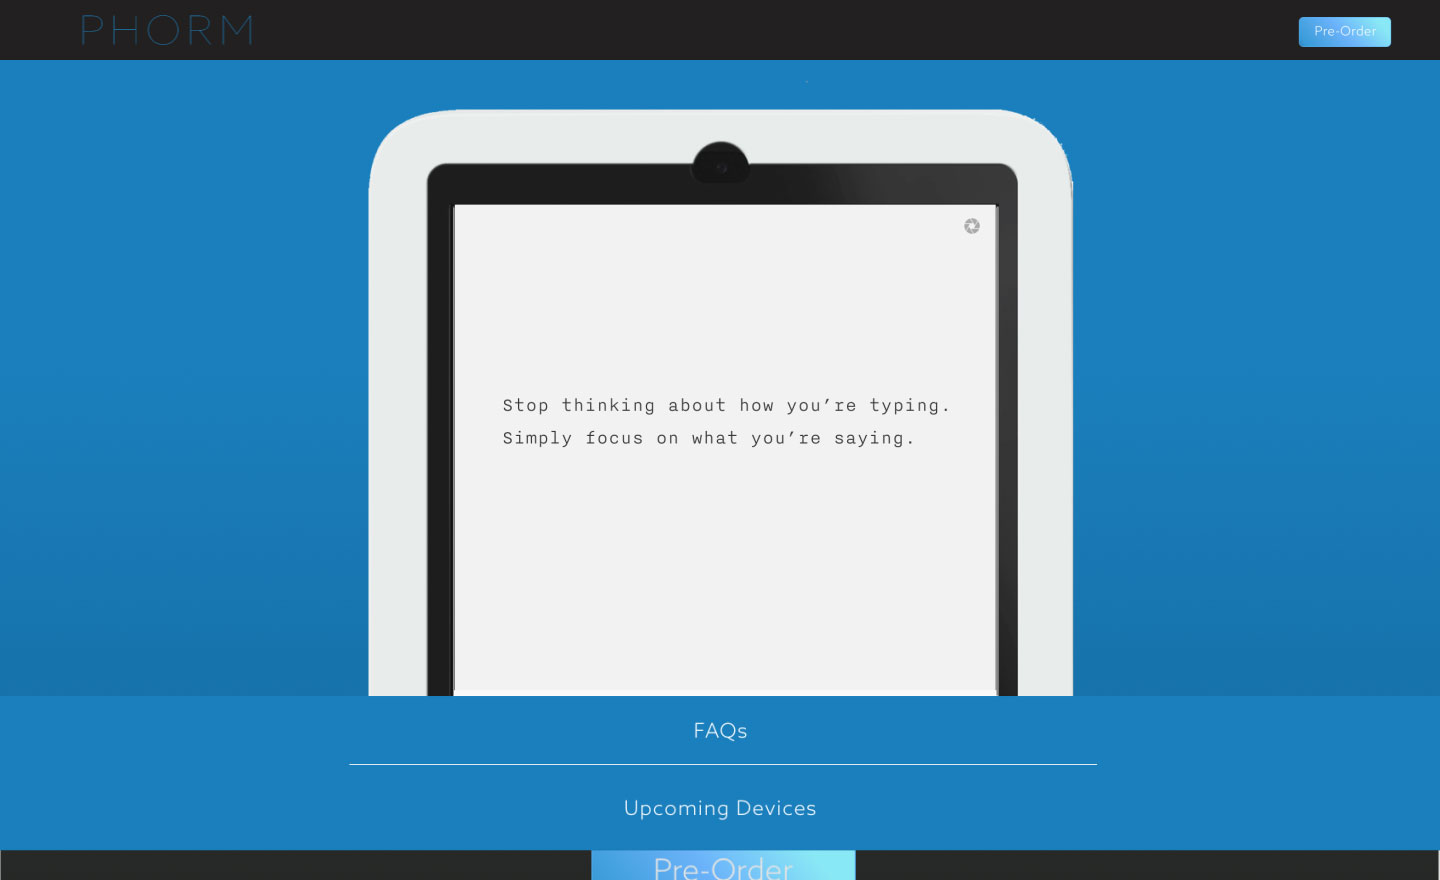 PHORM
Pre-Order
Stop thinking about how you’re typing.
Simply focus on what you’re saying.
FAQs
Upcoming Devices
Pre-Order